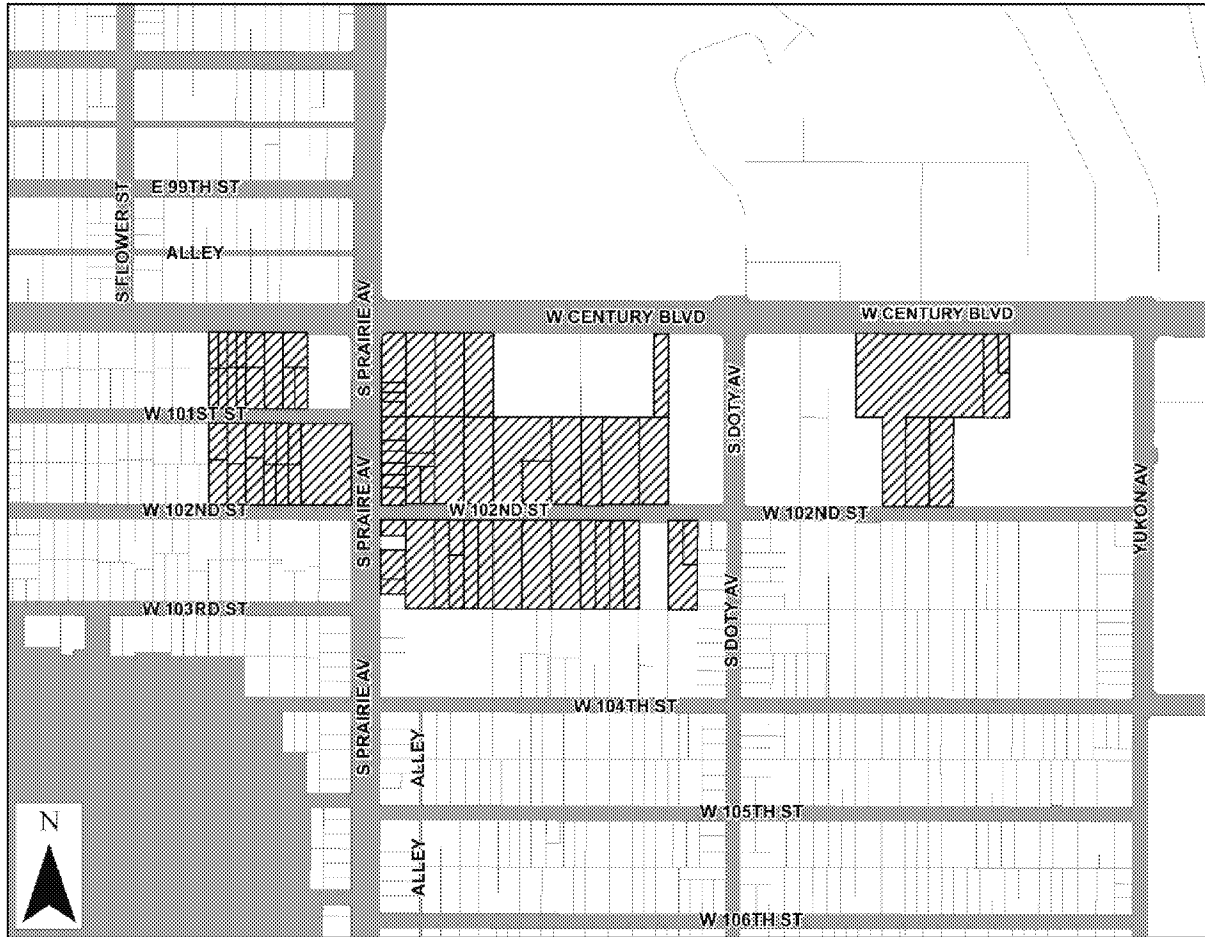 E 99TH ST
S FLOWER ST
ALLEY
S PRAIRIE AV
W CENTURY BLVD
W CENTURY BLVD
W 101ST ST
S DOTY AV
S PRAIRE AV
W 102ND ST
W 102ND ST
W 102ND ST
YUKON AV
W 103RD ST
S DOTY AV
S PRAIRIE AV
W 104TH ST
ALLEY
W 105TH ST
N
ALLEY
W 106TH ST